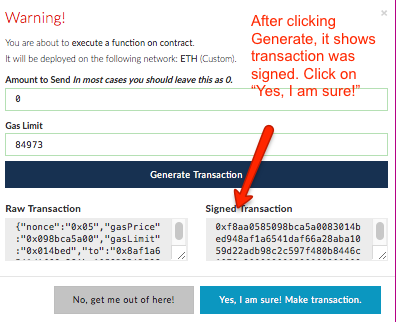 Warning!
×
You are about to execute a function on contract.
It will be deployed on the following network: ETH (Custom).
Amount to Send In most cases you should leave this as 0.
0
Gas Limit
84973
After clicking
Generate, it shows
transaction was
signed. Click on
“Yes, I am sure!”
Generate Transaction
Raw Transaction
{"nonce":"0x05","gasPrice"
:"0x098bca5a00","gasLimit"
:"0x014bed","to":"0x8af1a6
Signed Transaction
0xf8aa0585098bca5a0083014b
ed948af1a6541daf66a28aba10
59d22adb98c2c597f480b8446c
No, get me out of here!
Yes, I am sure! Make transaction.